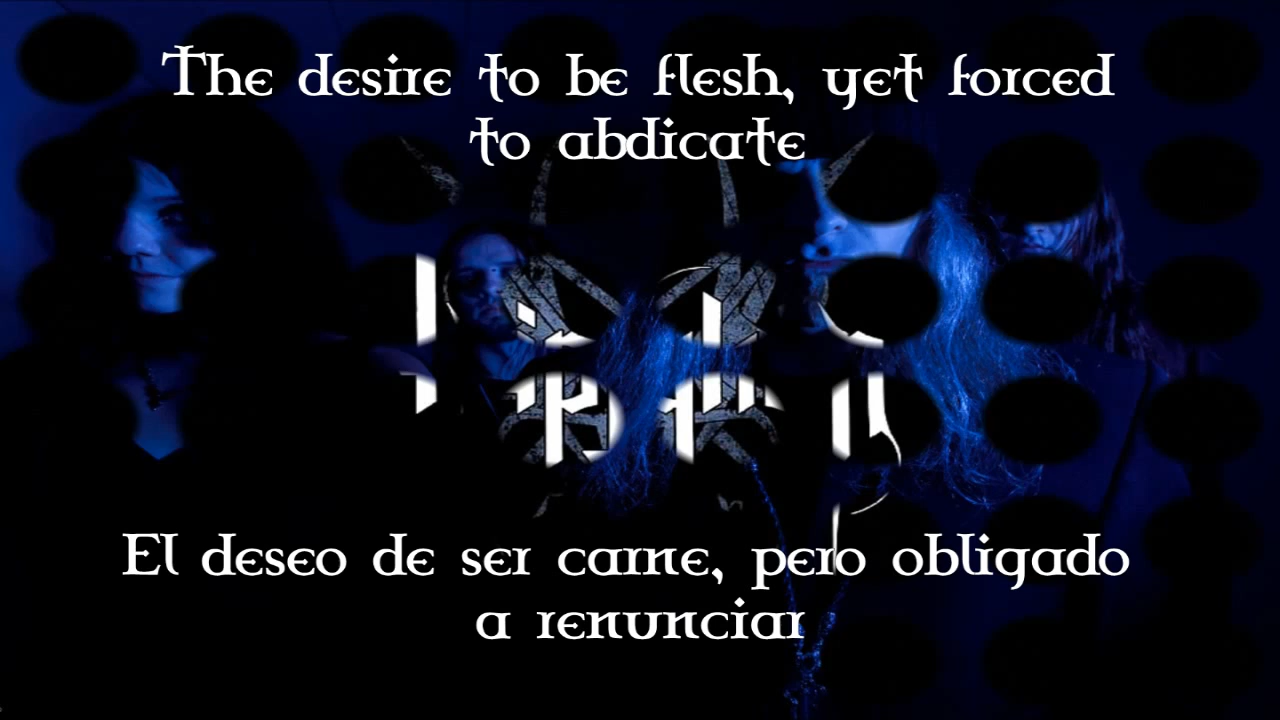 The desire to be flesh, yet forced
to abdicate
El deseo de ser carne, pero obligado
a renunciar